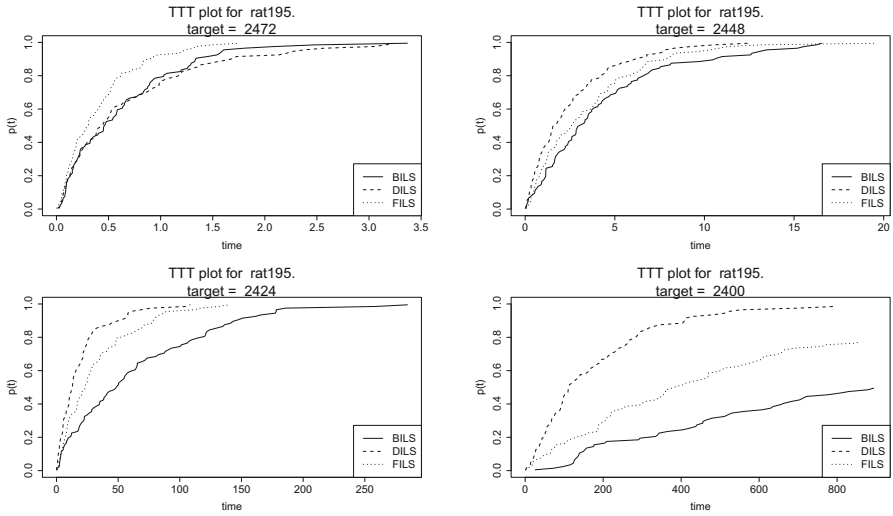 TTT plot for rat195.
target = 2472
p(t)
1.0
0.8
0.6
0.4
0.2
0.0
BILS
DILS
FILS
0.0 0.5 1.0 1.5 2.0 2.5 3.0 3.5
time
TTT plot for rat195.
target = 2448
p(t)
1.0
0.8
0.6
0.4
0.2
0.0
BILS
DILS
FILS
0 5 10 15 20
time
TTT plot for rat195.
target = 2424
p(t)
1.0
0.8
0.6
0.4
0.2
0.0
BILS
DILS
FILS
0 50 100 150 200 250
time
TTT plot for rat195.
target = 2400
p(t)
1.0
0.8
0.6
0.4
0.2
0.0
BILS
DILS
FILS
0 200 400 600 800
time